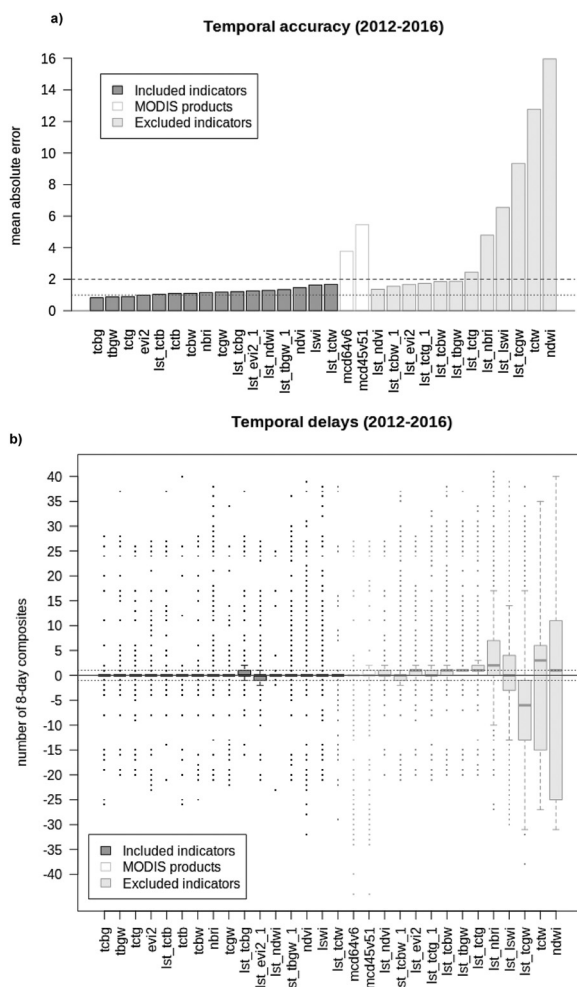 a)
Temporal accuracy (2012-2016)
mean absolute error
16
14
12
10
8
6
4
2
0
Included indicators
MODIS products
Excluded indicators
tcbg
tbgw
tctg
evi2
lst_tctb
tctb
tcbw
nbri
tcgw
lst_tcbg
lst_evi2_1
lst_ndwi
lst_tbgw_1
ndvi
lswi
lst_tctw
mcd64v6
mcd45v51
lst_ndvi
lst_tcbw_1
lst_evi2
lst_tctg_1
lst_tcbw
lst_tbgw
lst_tctg
lst_nbri
lst_lswi
lst_tcgw
tctw
ndwi
Temporal delays (2012-2016)
b)
number of 8-day composites
40
35
30
25
20
15
10
5
0
-5
-10
-15
-20
-25
-30
-35
-40
Included indicators
MODIS products
Excluded indicators
tcbg
tbgw
tctg
evi2
lst_tctb
tctb
tcbw
nbri
tcgw
lst_tcbg
lst_evi2_1
lst_ndwi
lst_tbgw_1
ndvi
lswi
lst_tctw
mcd64v6
mcd45v51
lst_ndvi
lst_tcbw_1
lst_evi2
lst_tctg_1
lst_tcbw
lst_tbgw
lst_tctg
lst_nbri
lst_lswi
lst_tcgw
tctw
ndwi